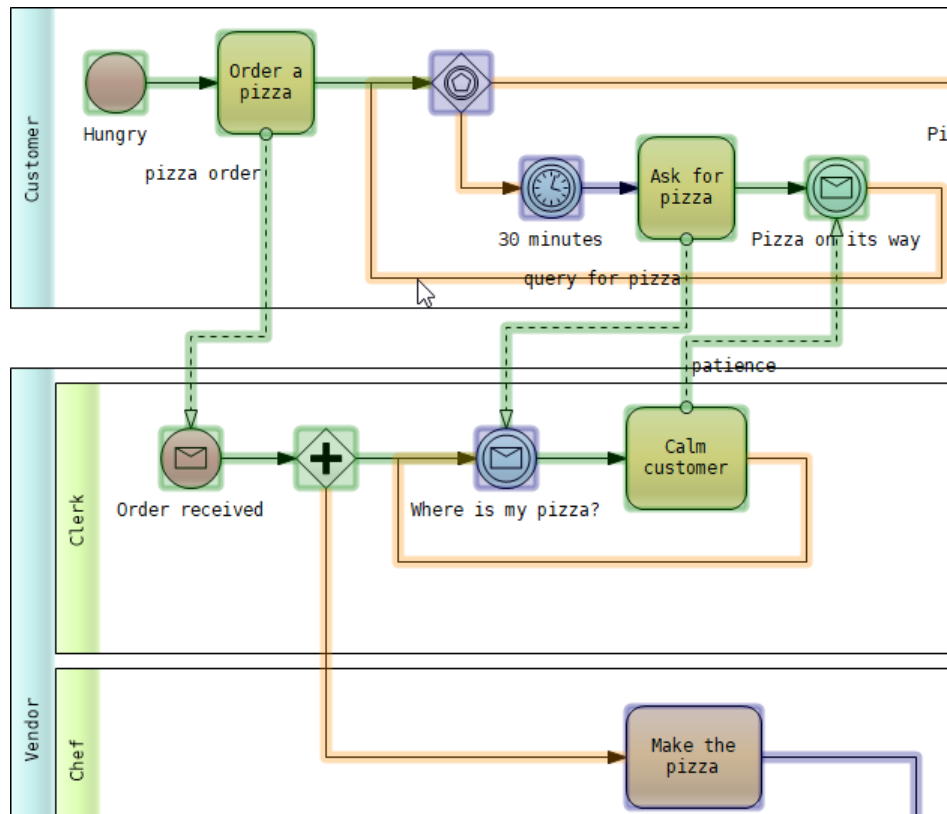 Customer
Order a
pizza
Hungry
Pi
pizza order
Ask for
pizza
30 minutes
Pizza on its way
query for pizza
patience
Vendor
Clerk
Calm
customer
Order received
Where is my pizza?
Chef
Make the
pizza